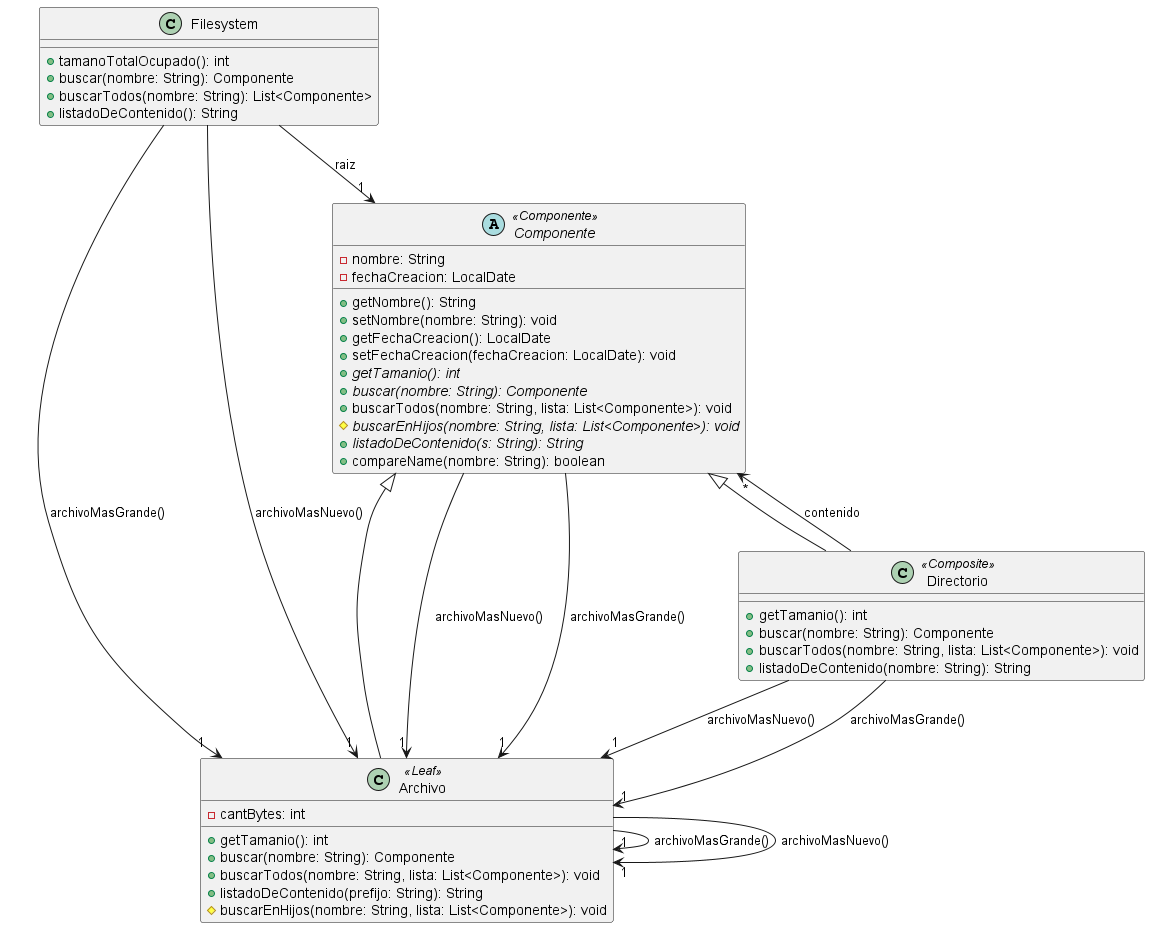 C Filesystem
tamanoTotalOcupado(): int
buscar(nombre: String): Componente
buscarTodos(nombre: String): List<Componente>
listadoDeContenido(): String
raiz
1
A «Componente»
Componente
nombre: String
fechaCreacion: LocalDate
getNombre(): String
setNombre(nombre: String): void
getFechaCreacion(): LocalDate
setFechaCreacion(fechaCreacion: LocalDate): void
getTamanio(): int
buscar(nombre: String): Componente
buscarTodos(nombre: String, lista: List<Componente>): void
buscarEnHijos(nombre: String, lista: List<Componente>): void
listadoDeContenido(s: String): String
compareName(nombre: String): boolean
*
archivoMasGrande()
archivoMasNuevo()
contenido
C «Composite»
Directorio
getTamanio(): int
buscar(nombre: String): Componente
buscarTodos(nombre: String, lista: List<Componente>): void
listadoDeContenido(nombre: String): String
archivoMasNuevo()
archivoMasGrande()
archivoMasNuevo()
archivoMasGrande()
1
1
1
1
1
1
C «Leaf»
Archivo
cantBytes: int
getTamanio(): int
buscar(nombre: String): Componente
buscarTodos(nombre: String, lista: List<Componente>): void
listadoDeContenido(prefijo: String): String
buscarEnHijos(nombre: String, lista: List<Componente>): void
1
archivoMasGrande()
archivoMasNuevo()
1